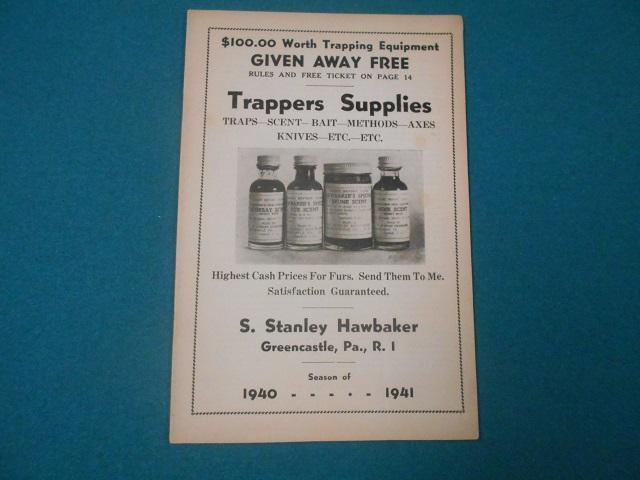 $100.00 Worth Trapping Equipment
GIVEN AWAY FREE
RULES AND FREE TICKET ON PAGE 14
Trappers Supplies
TRAPS—SCENT—BAIT—METHODS—AXES
KNIVES—ETC.—ETC.
SCENT
Highest Cash Prices For Furs. Send Them To Me.
Satisfaction Guaranteed.
S. Stanley Hawbaker
Greencastle, Pa., R. 1
Season of
1940 - - - - - 1941